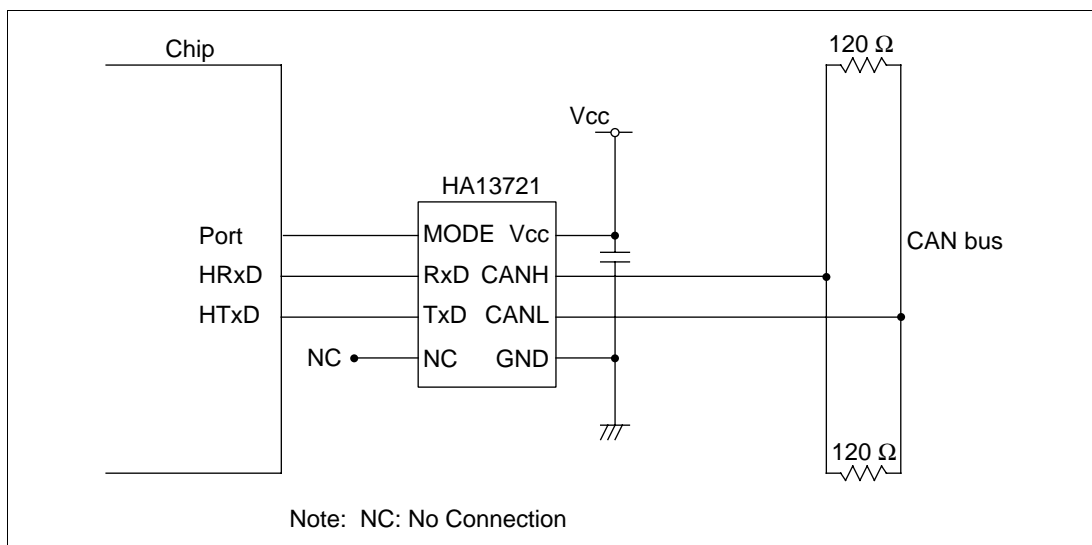 Chip
120 Ω
Vcc
HA13721
Port
MODE Vcc
CAN bus
HRxD
RxD CANH
HTxD
TxD CANL
NC
NC GND
120 Ω
Note: NC: No Connection